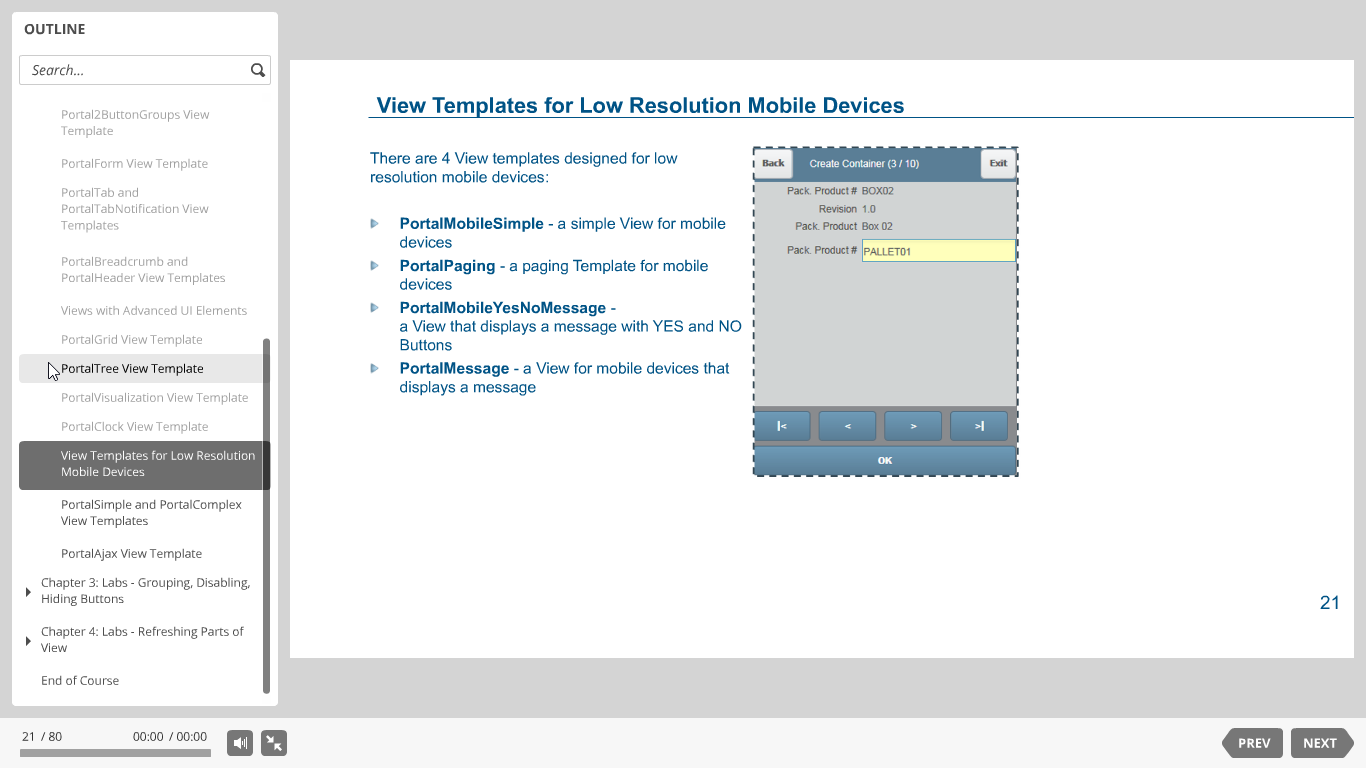 OUTLINE
Search...
Portal2ButtonGroups View
Template
PortalForm View Template
PortalTab and
PortalTabNotification View
Templates
PortalBreadcrumb and
PortalHeader View Templates
Views with Advanced UI Elements
PortalGrid View Template
PortalTree View Template
PortalVisualization View Template
PortalClock View Template
View Templates for Low Resolution
Mobile Devices
PortalSimple and PortalComplex
View Templates
PortalAjax View Template
Chapter 3: Labs - Grouping, Disabling,
Hiding Buttons
Chapter 4: Labs - Refreshing Parts of
View
End of Course
View Templates for Low Resolution Mobile Devices
There are 4 View templates designed for low
resolution mobile devices:
PortalMobileSimple - a simple View for mobile
devices
PortalPaging - a paging Template for mobile
devices
PortalMobileYesNoMessage -
a View that displays a message with YES and NO
Buttons
PortalMessage - a View for mobile devices that
displays a message
Back Create Container (3 / 10) Exit
Pack. Product # BOX02
Revision 1.0
Pack. Product Box 02
Pack. Product # PALLET01
|< < > >|
OK
21
21 / 80 00:00 / 00:00
PREV NEXT